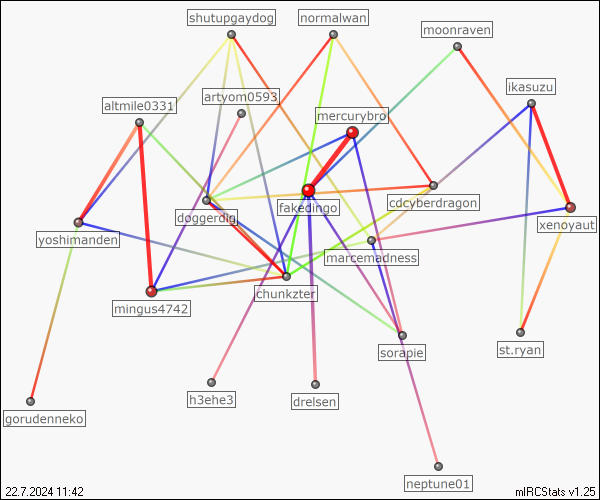 shutupgaydog
normalwan
moonraven
ikasuzu
artyom0593
altmile0331
mercurybro
cdcyberdragon
fakedingo
doggerdig
xenoyaut
yoshimanden
marcemadness
chunkzter
mingus4742
sorapie
st.ryan
h3ehe3
drelsen
gorudenneko
neptune01
22.7.2024 11:42
mIRCStats v1.25